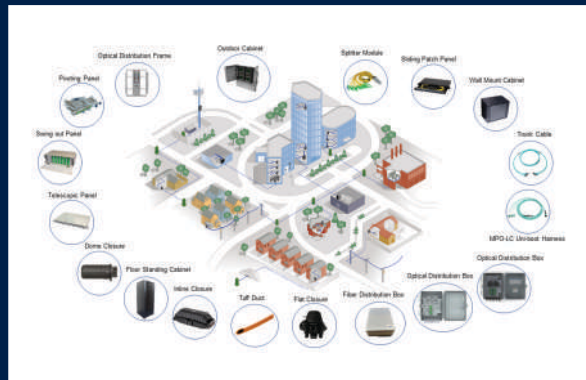 Outdoor Cabinet
Splitter Module
Optical Distribution Frame
Sliding Patch Panel
Pivoting Panel
Wall Mount Cabinet
Swing out Panel
Trunk Cable
Telescopic Panel
MPO-LC Uniboot Harness
Dome Closure
Optical Distribution Box
Floor Standing Cabinet
Optical Distribution Box
Inline Closure
Tuff Duct
Flat Closure
Fiber Distribution Box